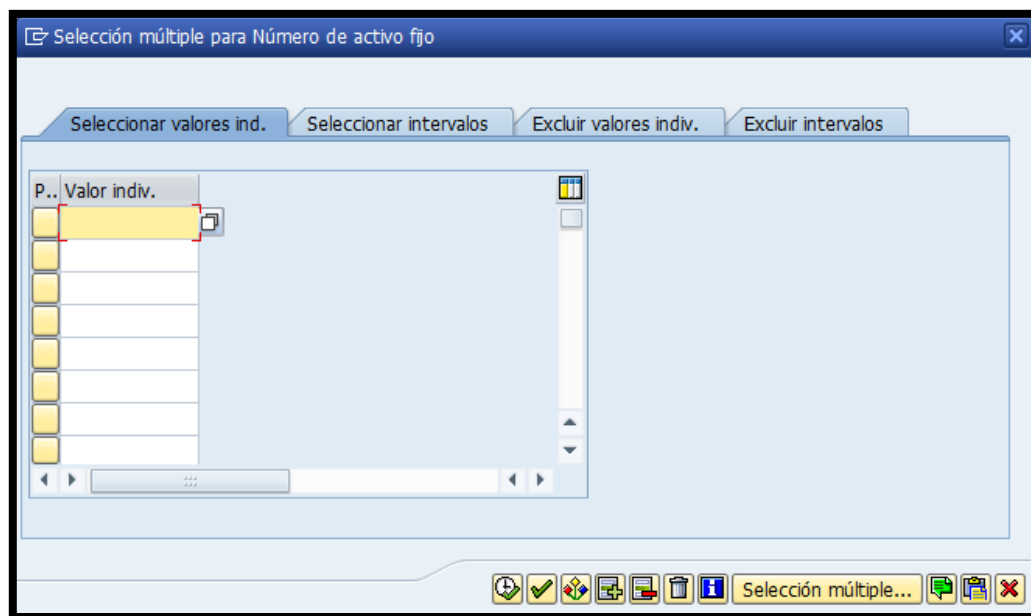 Selección múltiple para Número de activo fijo
Seleccionar valores ind. Seleccionar intervalos Excluir valores indiv. Excluir intervalos
P.. Valor indiv.
Selección múltiple...